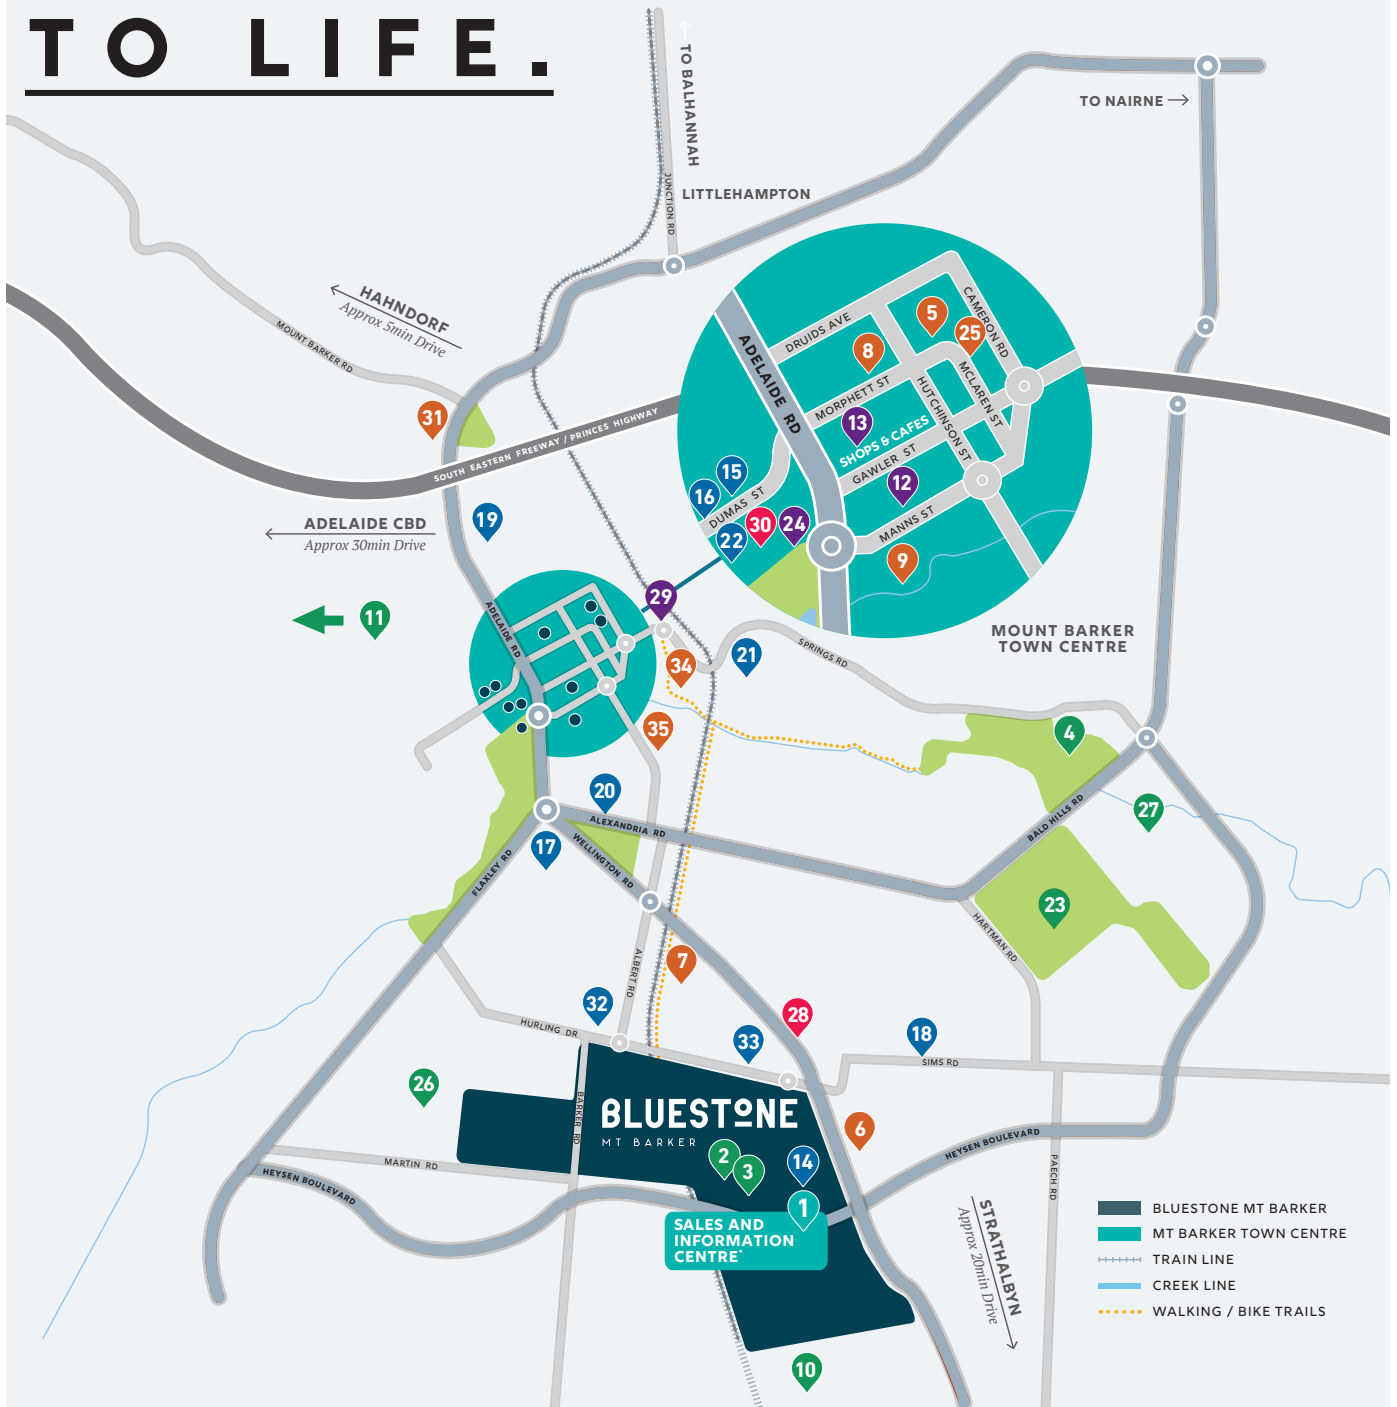 TO LIFE.
TO BALHANNAH
TO NAIRNE
JUNCTION RD
LITTLEHAMPTON
HAHNDORF
Approx 5min Drive
MOUNT BARKER RD
DRUIDS AVE
CAMERON RD
5
25
8
ADELAIDE RD
MORPHETT ST
MCLAREN ST
HUTCHINSON ST
13
SHOPS & CAFES
GAWLER ST
12
31
SOUTH EASTERN FREEWAY / PRINCES HIGHWAY
15
16
DUMAS ST
30
24
22
MANNS ST
9
19
ADELAIDE CBD
Approx 30min Drive
11
ADELAIDE RD
29
34
21
SPRINGS RD
MOUNT BARKER
TOWN CENTRE
35
4
20
ALEXANDRIA RD
27
BALD HILLS RD
17
WELLINGTON RD
FLAXLEY RD
23
HARTMAN RD
7
ALBERT RD
32
HURLING DR
28
33
18
SIMS RD
26
BARKER RD
BLUESTONE
MT BARKER
6
HEYSEN BOULEVARD
2
3
14
MARTIN RD
HEYSEN BOULEVARD
PAECH RD
1
SALES AND
INFORMATION
CENTRE*
STRATHALBYN
Approx 20min Drive
10
BLUESTONE MT BARKER
MT BARKER TOWN CENTRE
TRAIN LINE
CREEK LINE
WALKING / BIKE TRAILS